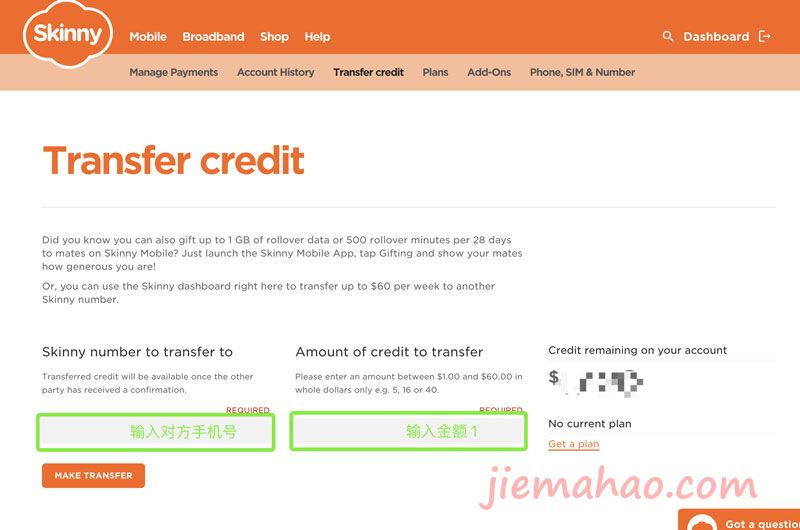 Skinny
Mobile Broadband Shop Help
Dashboard
Manage Payments Account History Transfer credit Plans Add-Ons Phone, SIM & Number
Transfer credit
Did you know you can also gift up to 1 GB of rollover data or 500 rollover minutes per 28 days
to mates on Skinny Mobile? Just launch the Skinny Mobile App, tap Gifting and show your mates
how generous you are!
Or, you can use the Skinny dashboard right here to transfer up to $60 per week to another
Skinny number.
Skinny number to transfer to
Transferred credit will be available once the other
party has received a confirmation.
REQUIRED
输入对方手机号
Amount of credit to transfer
Please enter an amount between $1.00 and $60.00 in
whole dollars only e.g. 5, 16 or 40.
REQUIRED
输入金额 1
Credit remaining on your account
$
No current plan
Get a plan
MAKE TRANSFER
jiemahao.com
Got a question